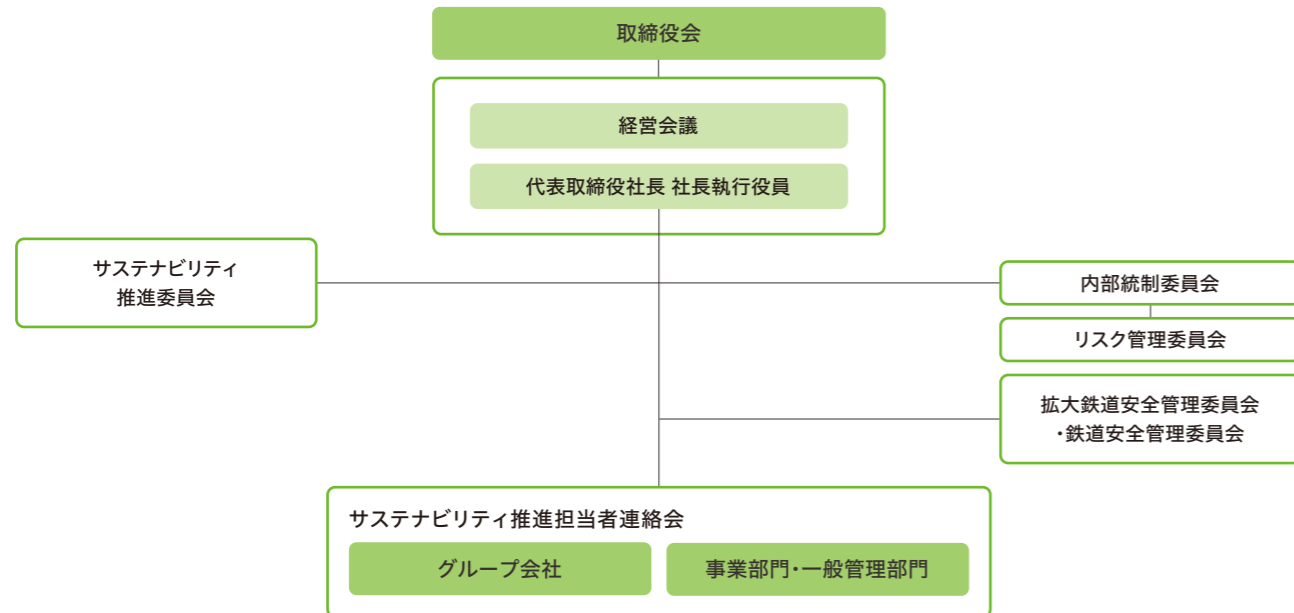 取締役会
経営会議
代表取締役社長 社長執行役員
サステナビリティ
推進委員会
内部統制委員会
リスク管理委員会
拡大鉄道安全管理委員会
・鉄道安全管理委員会
サステナビリティ推進担当者連絡会
グループ会社
事業部門・一般管理部門